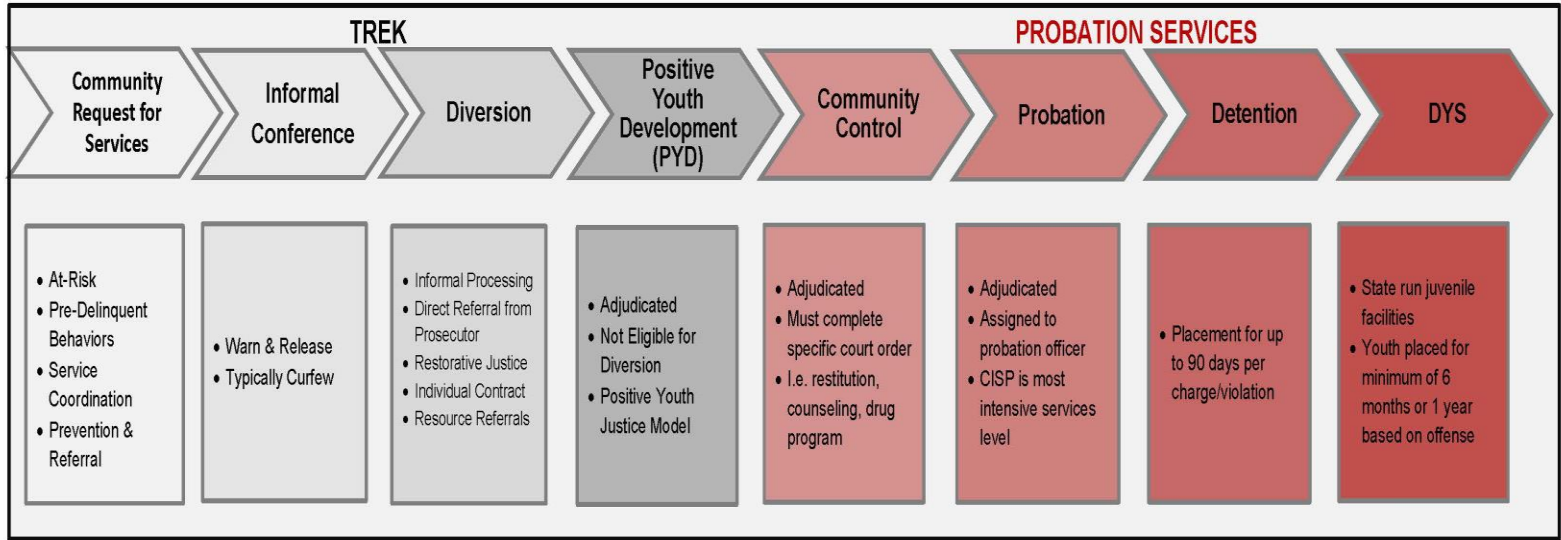 TREK
PROBATION SERVICES
Community
Request for
Services
Informal
Conference
Diversion
Positive
Youth
Development
(PYD)
Community
Control
Probation
Detention
DYS
• At-Risk
• Pre-Delinquent
Behaviors
• Service
Coordination
• Prevention &
Referral
• Warn & Release
• Typically Curfew
• Informal Processing
• Direct Referral from
Prosecutor
• Restorative Justice
• Individual Contract
• Resource Referrals
• Adjudicated
• Not Eligible for
Diversion
• Positive Youth
Justice Model
• Adjudicated
• Must complete
specific court order
• I.e. restitution,
counseling, drug
program
• Adjudicated
• Assigned to
probation officer
• CISP is most
intensive services
level
• Placement for up
to 90 days per
charge/violation
• State run juvenile
facilities
• Youth placed for
minimum of 6
months or 1 year
based on offense